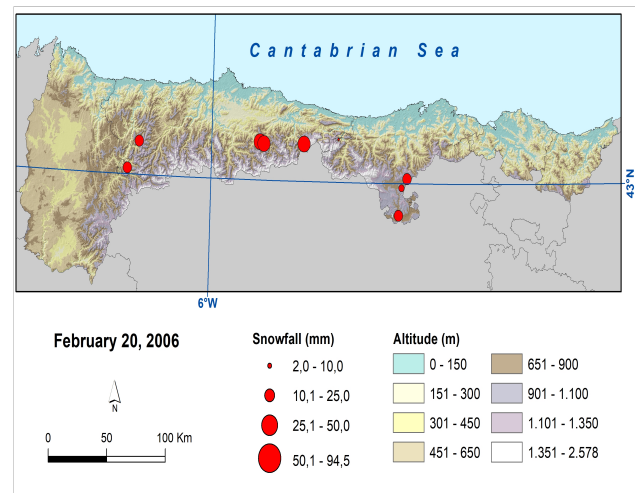 Cantabrian Sea
43°N
6°W
February 20, 2006
N
0 50 100 Km
Snowfall (mm)
2,0 - 10,0
10,1 - 25,0
25,1 - 50,0
50,1 - 94,5
Altitude (m)
0 - 150
151 - 300
301 - 450
451 - 650
651 - 900
901 - 1.100
1.101 - 1.350
1.351 - 2.578